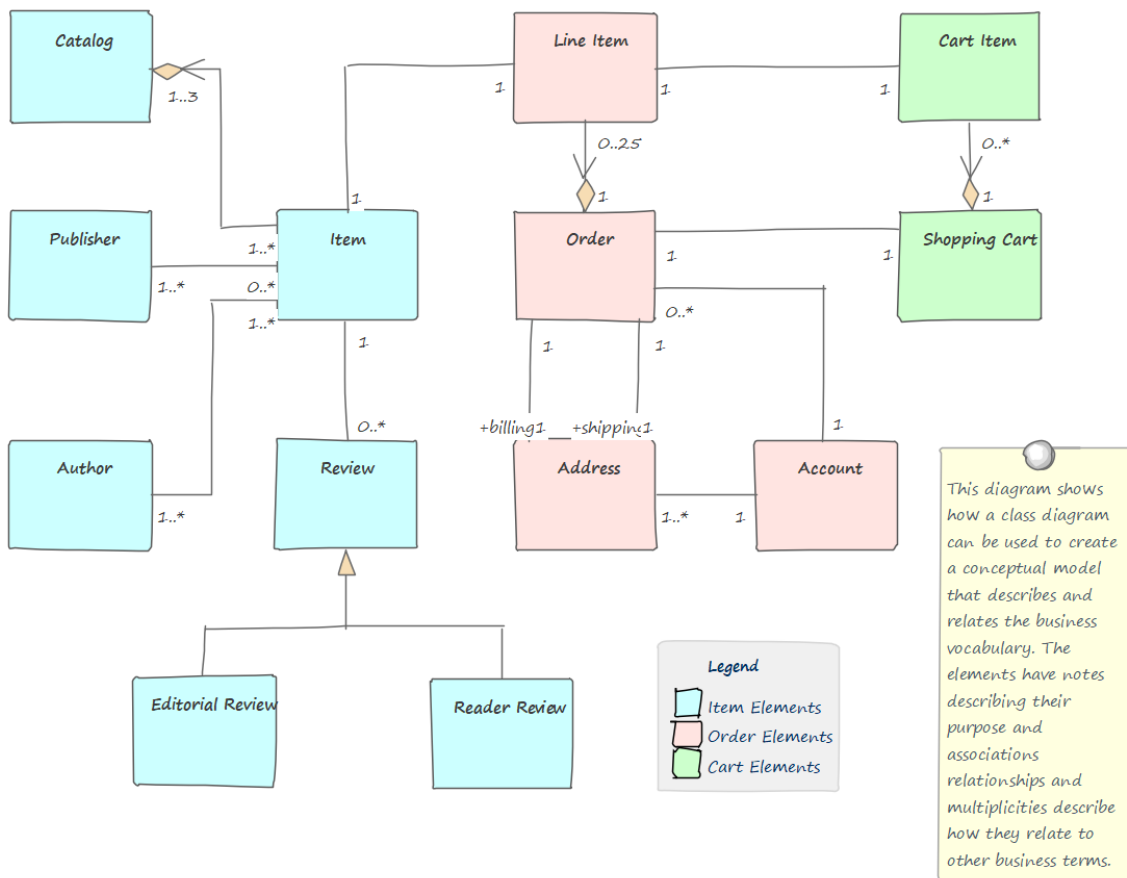 Catalog
Line Item
Cart Item
1..3
1
1
1
0..25
0..*
1
1
1
Publisher
Item
Order
Shopping Cart
1..*
1..*
0..*
1..*
1
1
1
0..*
1
1
+billing1
+shipping1
0..*
1
Author
Review
Address
Account
1..*
1..*
1
This diagram shows
how a class diagram
can be used to create
a conceptual model
that describes and
relates the business
vocabulary. The
elements have notes
describing their
purpose and
associations
relationships and
multiplicities describe
how they relate to
other business terms.
Editorial Review
Reader Review
Legend
Item Elements
Order Elements
Cart Elements